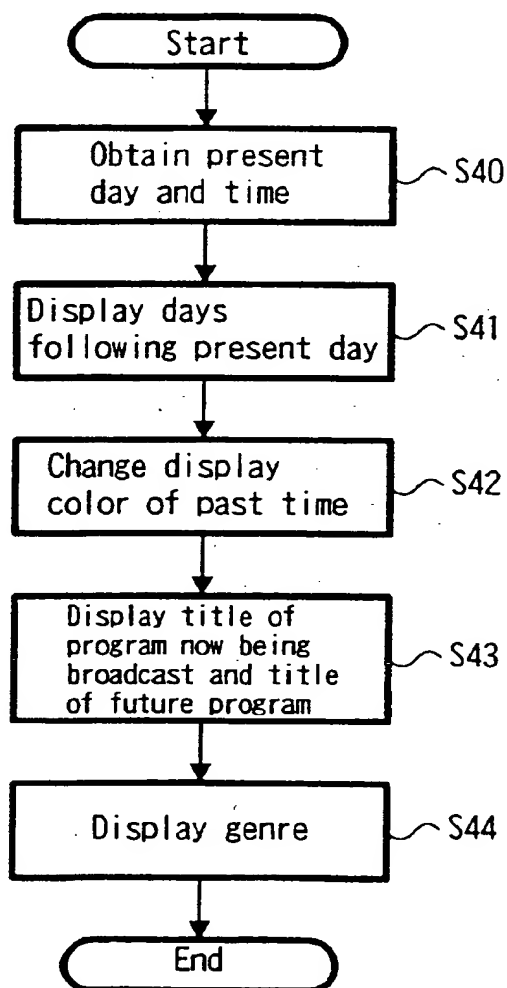 Start
Obtain present
day and time
S40
Display days
following present day
S41
Change display
color of past time
S42
Display title of
program now being
broadcast and title
of future program
S43
Display genre
S44
End